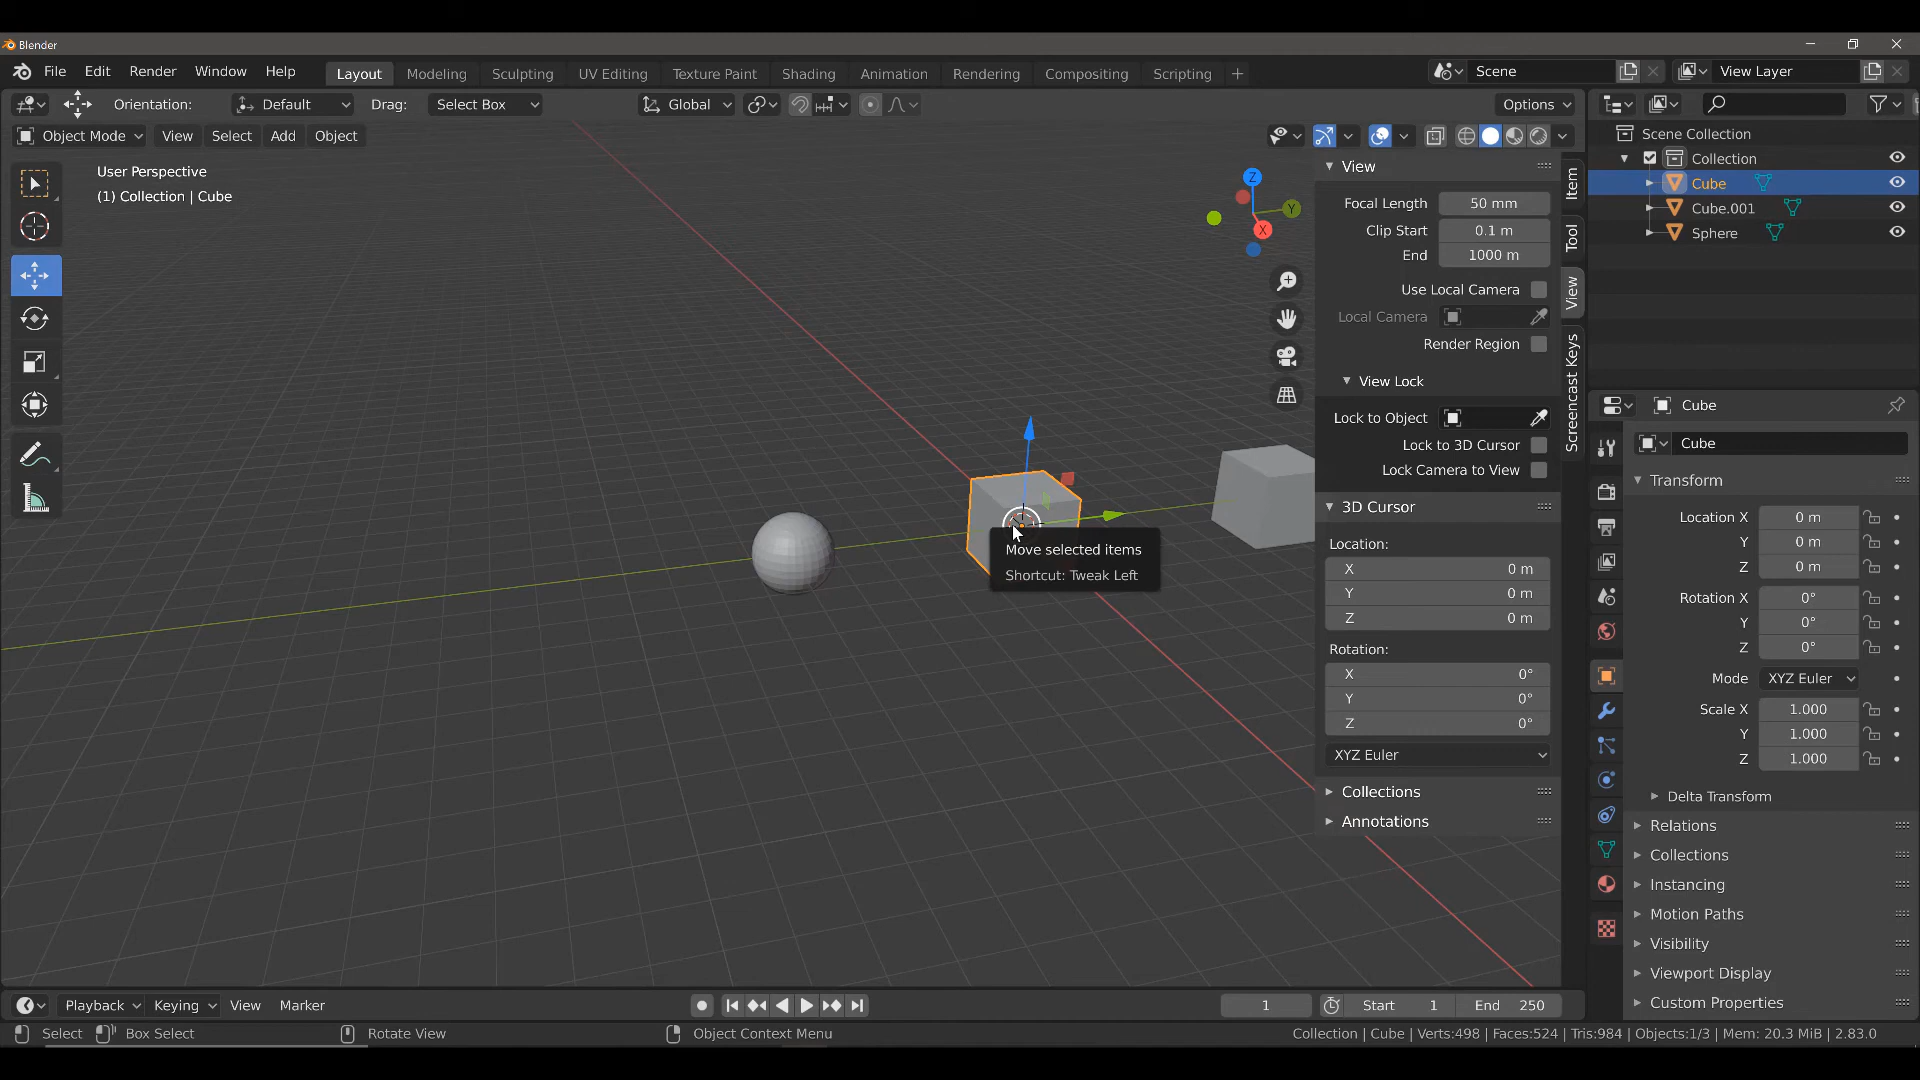 Blender
File Edit Render Window Help Layout Modeling Sculpting UV Editing Texture Paint Shading Animation Rendering Compositing Scripting + Scene View Layer
Orientation: Default Drag: Select Box Global Options
Object Mode View Select Add Object
User Perspective
(1) Collection | Cube
Z
Y
X
Move selected items
Shortcut: Tweak Left
View
Focal Length 50 mm
Clip Start 0.1 m
End 1000 m
Use Local Camera
Local Camera
Render Region
View Lock
Lock to Object
Lock to 3D Cursor
Lock Camera to View
3D Cursor
Location:
X 0 m
Y 0 m
Z 0 m
Rotation:
X 0°
Y 0°
Z 0°
XYZ Euler
Collections
Annotations
Item
Tool
View
Screencast Keys
Scene Collection
Collection
Cube
Cube.001
Sphere
Cube
Cube
Transform
Location X 0 m
Y 0 m
Z 0 m
Rotation X 0°
Y 0°
Z 0°
Mode XYZ Euler
Scale X 1.000
Y 1.000
Z 1.000
Delta Transform
Relations
Collections
Instancing
Motion Paths
Visibility
Viewport Display
Custom Properties
Playback Keying View Marker 1 Start 1 End 250
Select Box Select Rotate View Object Context Menu Collection | Cube | Verts:498 | Faces:524 | Tris:984 | Objects:1/3 | Mem: 20.3 MiB | 2.83.0